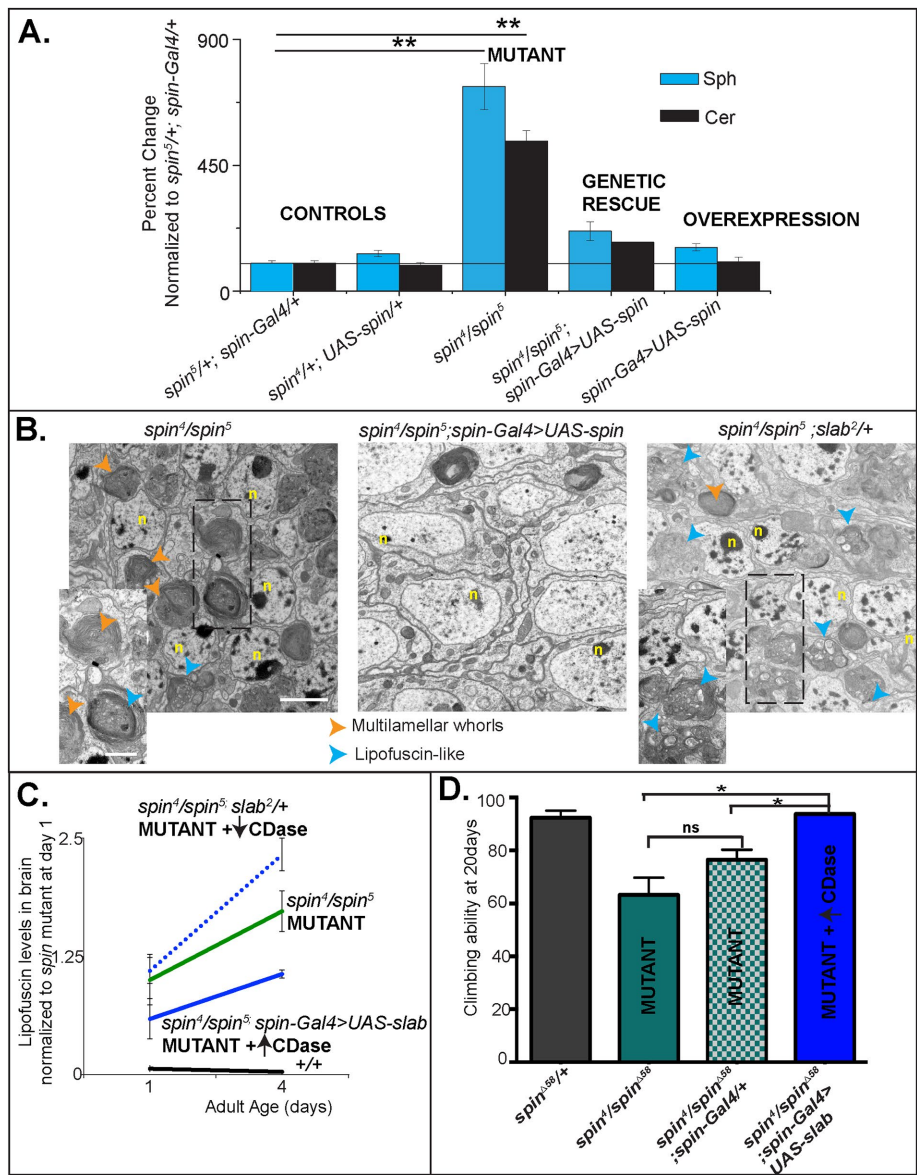 A.
Percent Change
Normalized to spin⁵/+; spin-Gal4/+
900
450
0
**
**
MUTANT
CONTROLS
GENETIC
RESCUE
OVEREXPRESSION
Sph
Cer
spin⁵/+; spin-Gal4/+
spin⁴/+; UAS-spin/+
spin⁴/spin⁵
spin⁴/spin⁵;
spin-Gal4>UAS-spin
spin-Ga4>UAS-spin
B.
spin⁴/spin⁵
spin⁴/spin⁵;spin-Gal4>UAS-spin
spin⁴/spin⁵ ;slab²/+
n
n
n
n
n
n
n
n
n
n
n
n
Multilamellar whorls
Lipofuscin-like
C.
Lipofuscin levels in brain
normalized to spin mutant at day 1
2.5
1.25
0
spin⁴/spin⁵; slab²/+
MUTANT +↓CDase
spin⁴/spin⁵
MUTANT
spin⁴/spin⁵; spin-Gal4>UAS-slab
MUTANT +↑CDase
+/+
1
4
Adult Age (days)
D.
Climbing ability at 20days
100
80
60
40
20
0
*
*
ns
MUTANT
MUTANT
MUTANT +↑ CDase
spinΔ⁵⁸/+
spin⁴/spinΔ⁵⁸
spin⁴/spinΔ⁵⁸
;spin-Gal4/+
spin⁴/spinΔ⁵⁸
;spin-Gal4>
UAS-slab